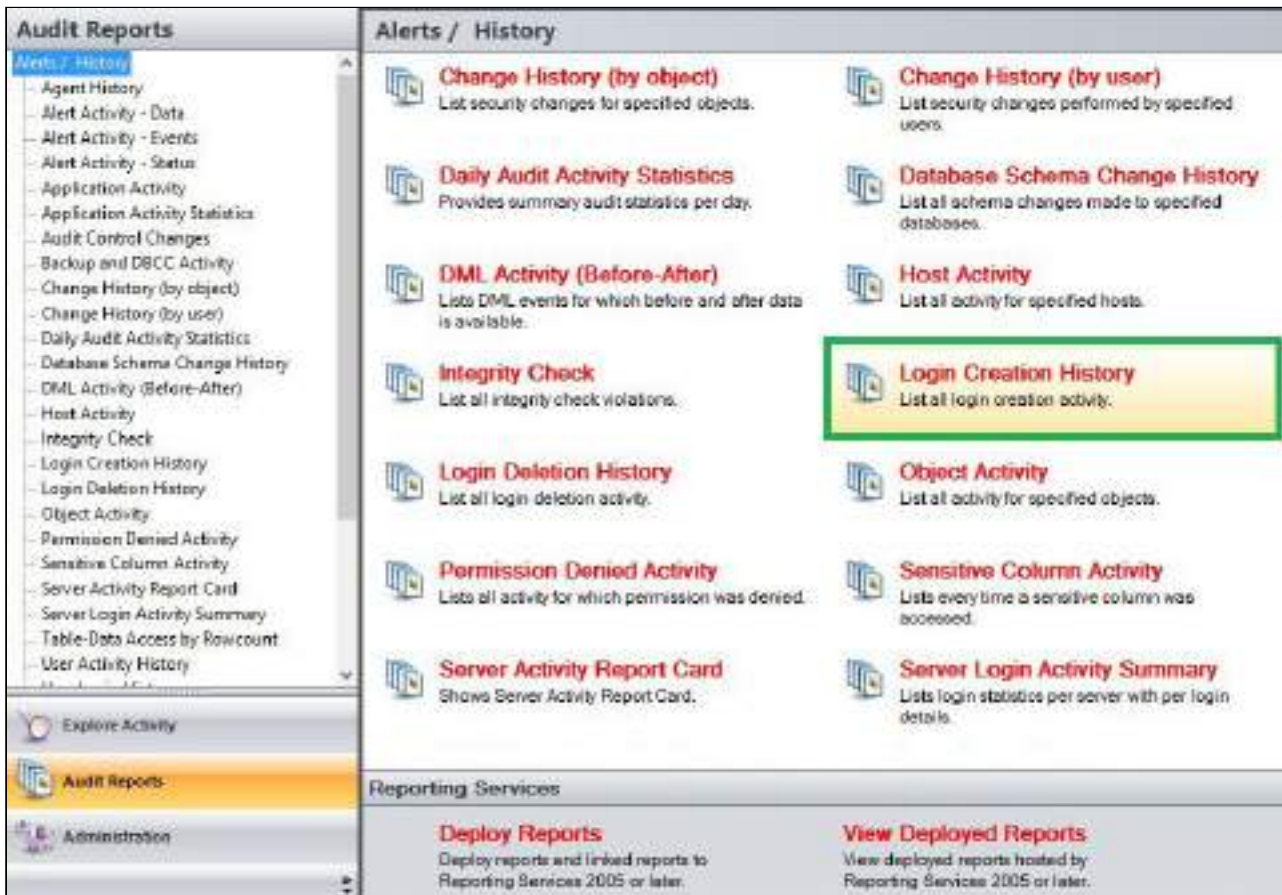 Audit Reports
Alerts / History
Agent History
Alert Activity - Data
Alert Activity - Events
Alert Activity - Status
Application Activity
Application Activity Statistics
Audit Control Changes
Backup and DBCC Activity
Change History (by object)
Change History (by user)
Daily Audit Activity Statistics
Database Schema Change History
DML Activity (Before-After)
Host Activity
Integrity Check
Login Creation History
Login Deletion History
Object Activity
Permission Denied Activity
Sensitive Column Activity
Server Activity Report Card
Server Login Activity Summary
Table-Data Access by Rowcount
User Activity History
Explore Activity
Audit Reports
Administration
Alerts / History
Change History (by object)
List security changes for specified objects.
Change History (by user)
List security changes performed by specified
users.
Daily Audit Activity Statistics
Provides summary audit statistics per day.
Database Schema Change History
List all schema changes made to specified
databases.
DML Activity (Before-After)
Lists DML events for which before and after data
is available.
Host Activity
List all activity for specified hosts.
Integrity Check
List all integrity check violations.
Login Creation History
List all login creation activity.
Login Deletion History
List all login deletion activity.
Object Activity
List all activity for specified objects.
Permission Denied Activity
Lists all activity for which permission was denied.
Sensitive Column Activity
Lists every time a sensitive column was
accessed.
Server Activity Report Card
Shows Server Activity Report Card.
Server Login Activity Summary
Lists login statistics per server with per login
details.
Reporting Services
Deploy Reports
Deploy reports and linked reports to
Reporting Services 2005 or later.
View Deployed Reports
View deployed reports hosted by
Reporting Services 2005 or later.